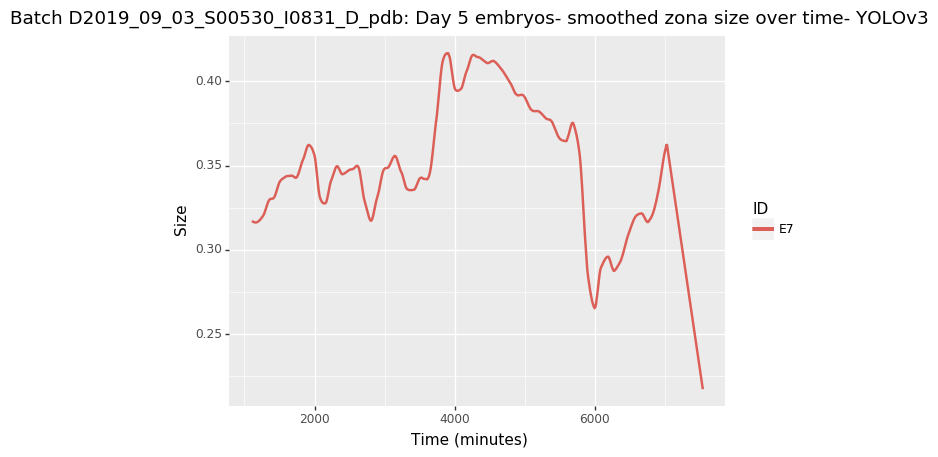 Batch D2019_09_03_S00530_I0831_D_pdb: Day 5 embryos- smoothed zona size over time- YOLOv3
0.40
0.35
0.30
0.25
Size
2000
4000
6000
Time (minutes)
ID
E7